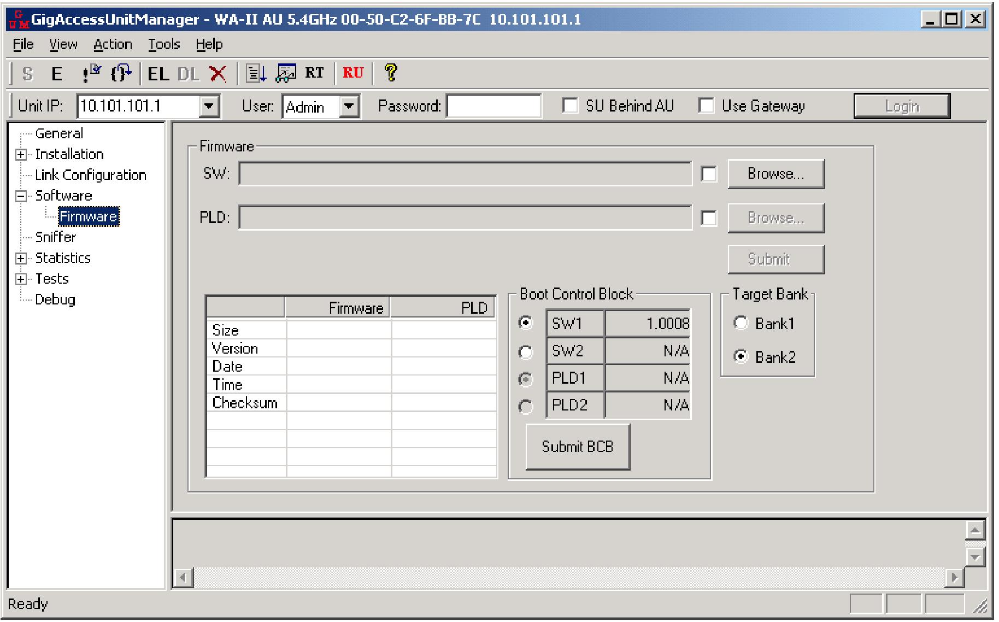 GUM GigAccessUnitManager - WA-II AU 5.4GHz 00-50-C2-6F-BB-7C 10.101.101.1
File View Action Tools Help
S E EL DL RT RU ?
Unit IP: 10.101.101.1 User: Admin Password: SU Behind AU Use Gateway Login
General
Installation
Link Configuration
Software
Firmware
Sniffer
Statistics
Tests
Debug
Firmware
SW: Browse...
PLD: Browse...
Submit
Firmware PLD
Size
Version
Date
Time
Checksum
Boot Control Block
SW1 1.0008
SW2 N/A
PLD1 N/A
PLD2 N/A
Submit BCB
Target Bank
Bank1
Bank2
Ready